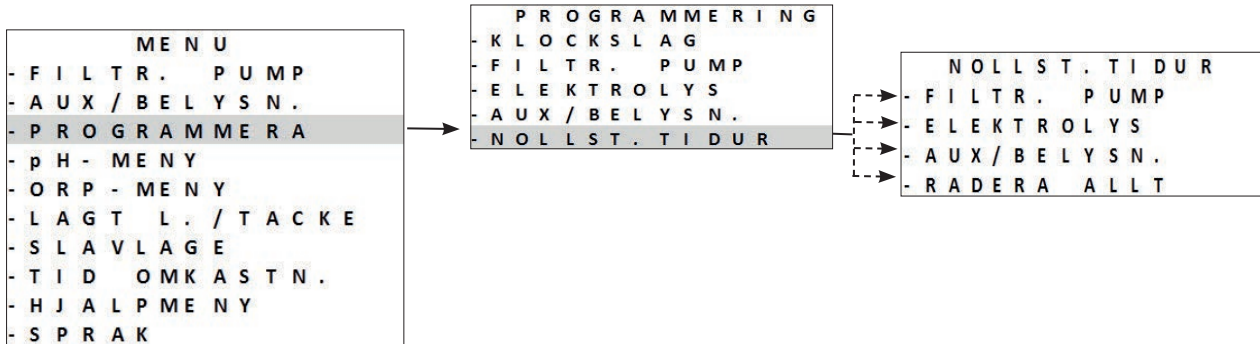 MENU
- FILTR. PUMP
- AUX/BELYSN.
- PROGRAMMERA
- pH- MENY
- ORP - MENY
- LAGT L./TACKE
- SLAVLAGE
- TID OMKASTN.
- HJALPMENY
- SPRAK
PROGRAMMERING
- KLOCKSLAG
- FILTR. PUMP
- ELEKTROLYS
- AUX/BELYSN.
- NOLLST. TIDUR
NOLLST. TIDUR
- FILTR. PUMP
- ELEKTROLYS
- AUX/BELYSN.
- RADERA ALLT